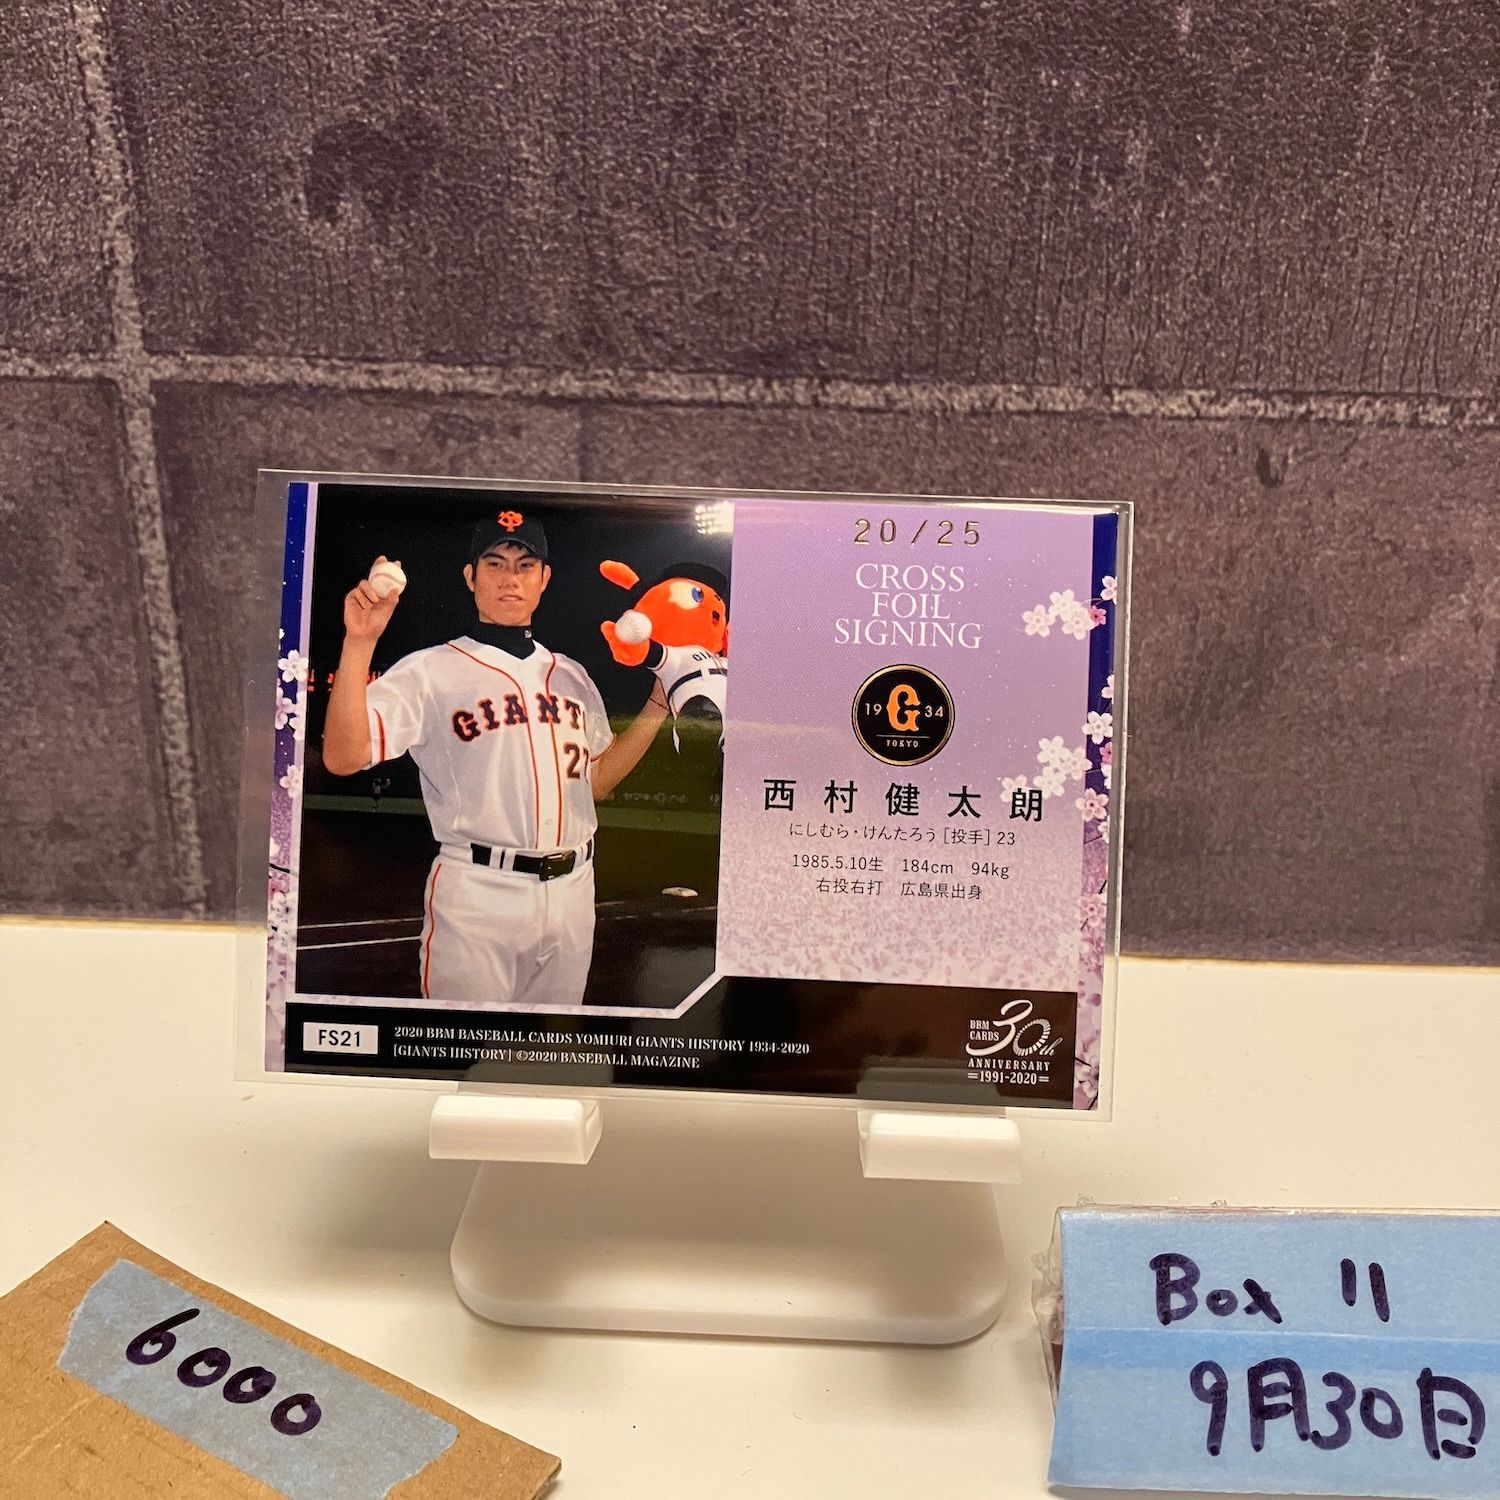 GIANTS
27
20/25
CROSS
FOIL
SIGNING
19 G 34
TOKYO
西村健太朗
にしむら・けんたろう [投手] 23
1985.5.10生 184cm 94kg
右投右打 広島県出身
FS21
2020 BBM BASEBALL CARDS YOMIURI GIANTS HISTORY 1934-2020
[GIANTS HISTORY] ©2020 BASEBALL MAGAZINE
BBM
CARDS
30th
ANNIVERSARY
=1991-2020=
6000
Box 11
9月30日